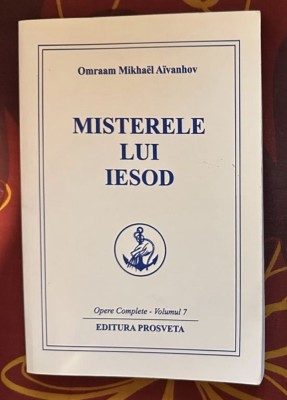 Omraam Mikhaël Aïvanhov
MISTERELE
LUI
IESOD
Opere Complete - Volumul 7
EDITURA PROSVETA